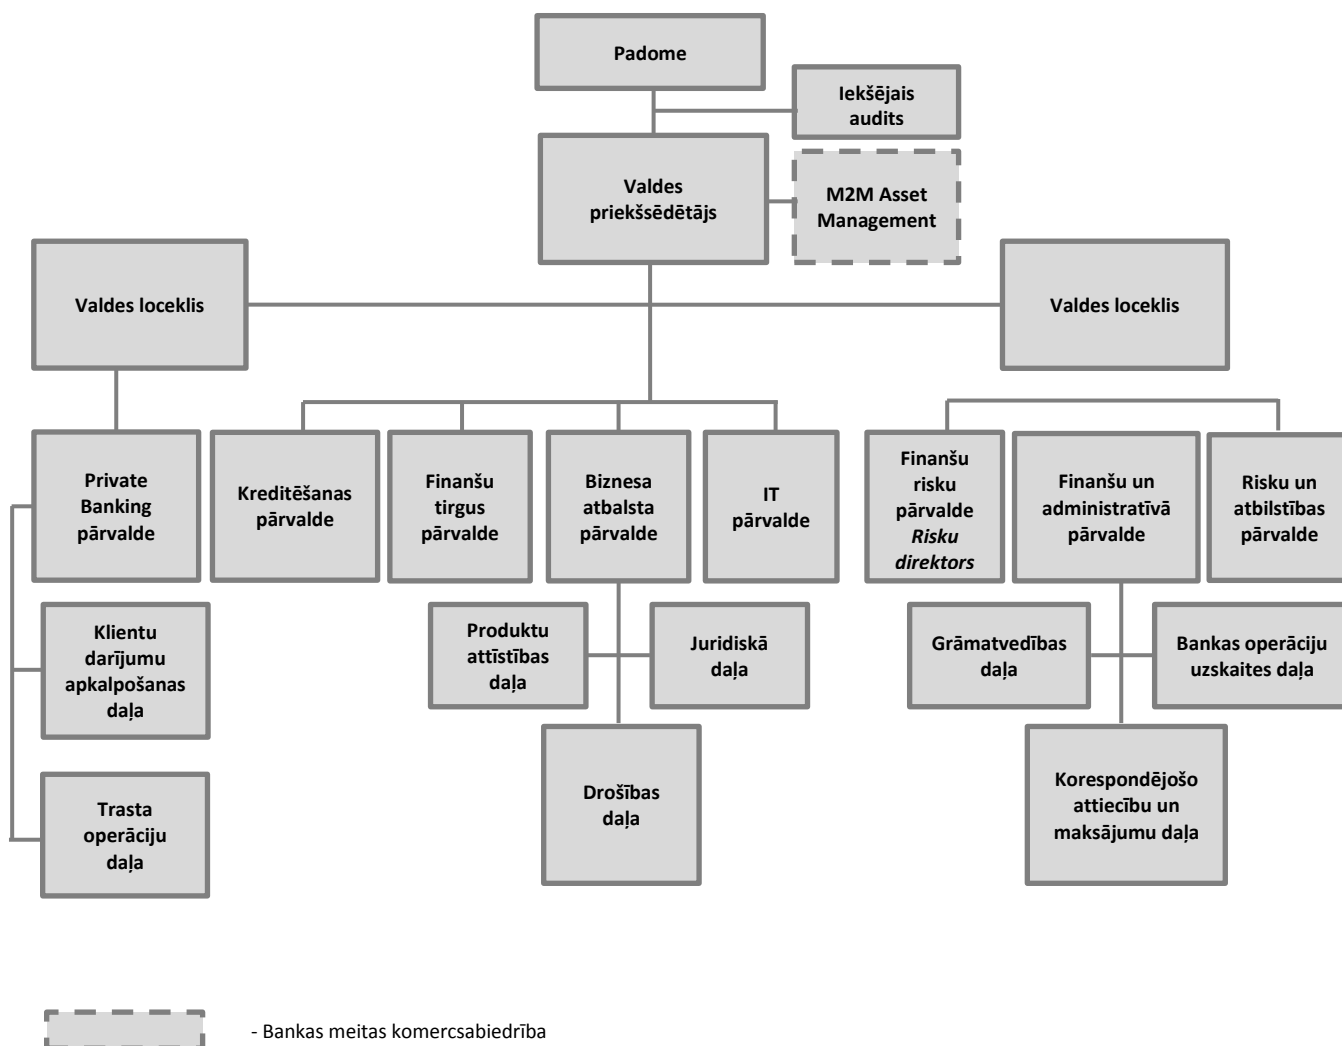 Padome
Iekšējais
audits
Valdes
priekšsēdētājs
M2M Asset
Management
Valdes loceklis
Valdes loceklis
Private
Banking
pārvalde
Kreditēšanas
pārvalde
Finanšu
tirgus
pārvalde
Biznesa
atbalsta
pārvalde
IT
pārvalde
Finanšu
risku
pārvalde
Risku
direktors
Finanšu un
administratīvā
pārvalde
Risku un
atbilstības
pārvalde
Klientu
darījumu
apkalpošanas
daļa
Produktu
attīstības
daļa
Juridiskā
daļa
Grāmatvedības
daļa
Bankas operāciju
uzskaites daļa
Trasta
operāciju
daļa
Drošības
daļa
Korespondējošo
attiecību un
maksājumu daļa
- Bankas meitas komercsabiedrība